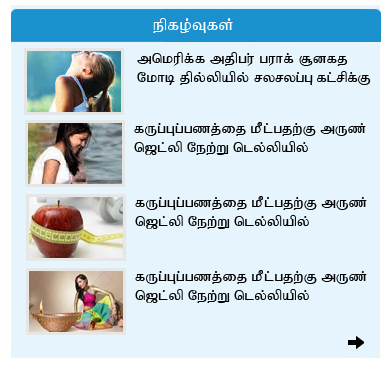 நிகழ்வுகள்
அமெரிக்க அதிபர் பராக் சூனகத
மோடி தில்லியில் சலசலப்பு கட்சிக்கு
கருப்புப்பணத்தை மீட்பதற்கு அருண்
ஜெட்லி நேற்று டெல்லியில்
கருப்புப்பணத்தை மீட்பதற்கு அருண்
ஜெட்லி நேற்று டெல்லியில்
கருப்புப்பணத்தை மீட்பதற்கு அருண்
ஜெட்லி நேற்று டெல்லியில்